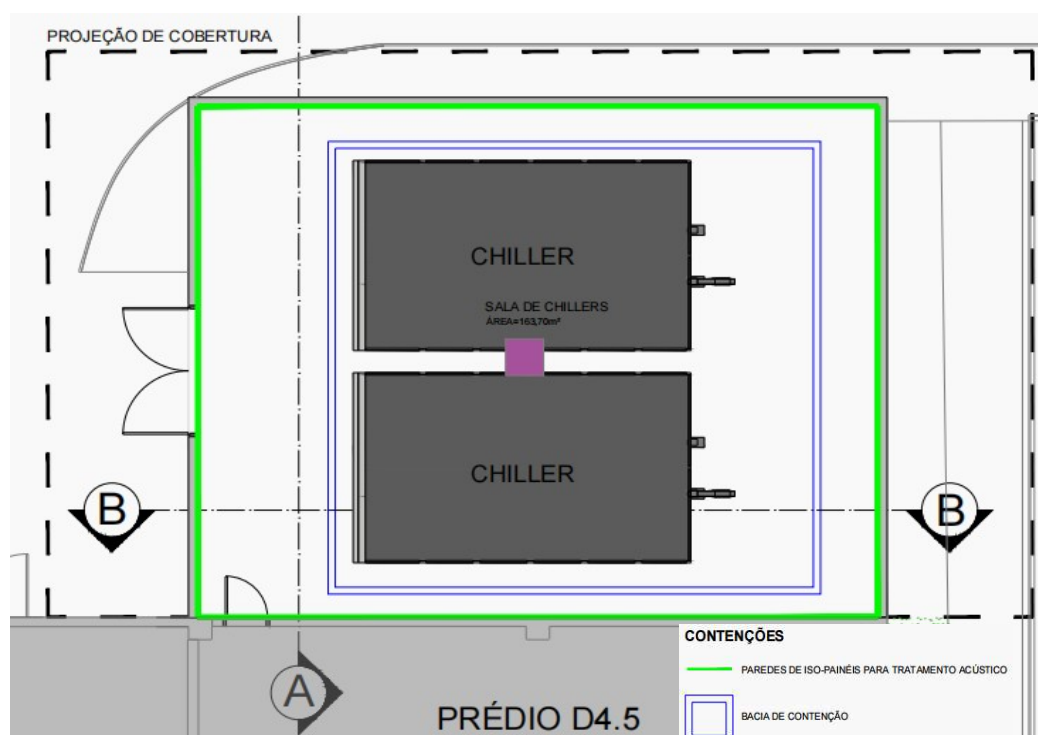 PROJEÇÃO DE COBERTURA
CHILLER
SALA DE CHILLERS
ÁREA=163,70m²
CHILLER
B
B
A
PRÉDIO D4.5
CONTENÇÕES
PAREDES DE ISO-PAINÉIS PARA TRATAMENTO ACÚSTICO
BACIA DE CONTENÇÃO